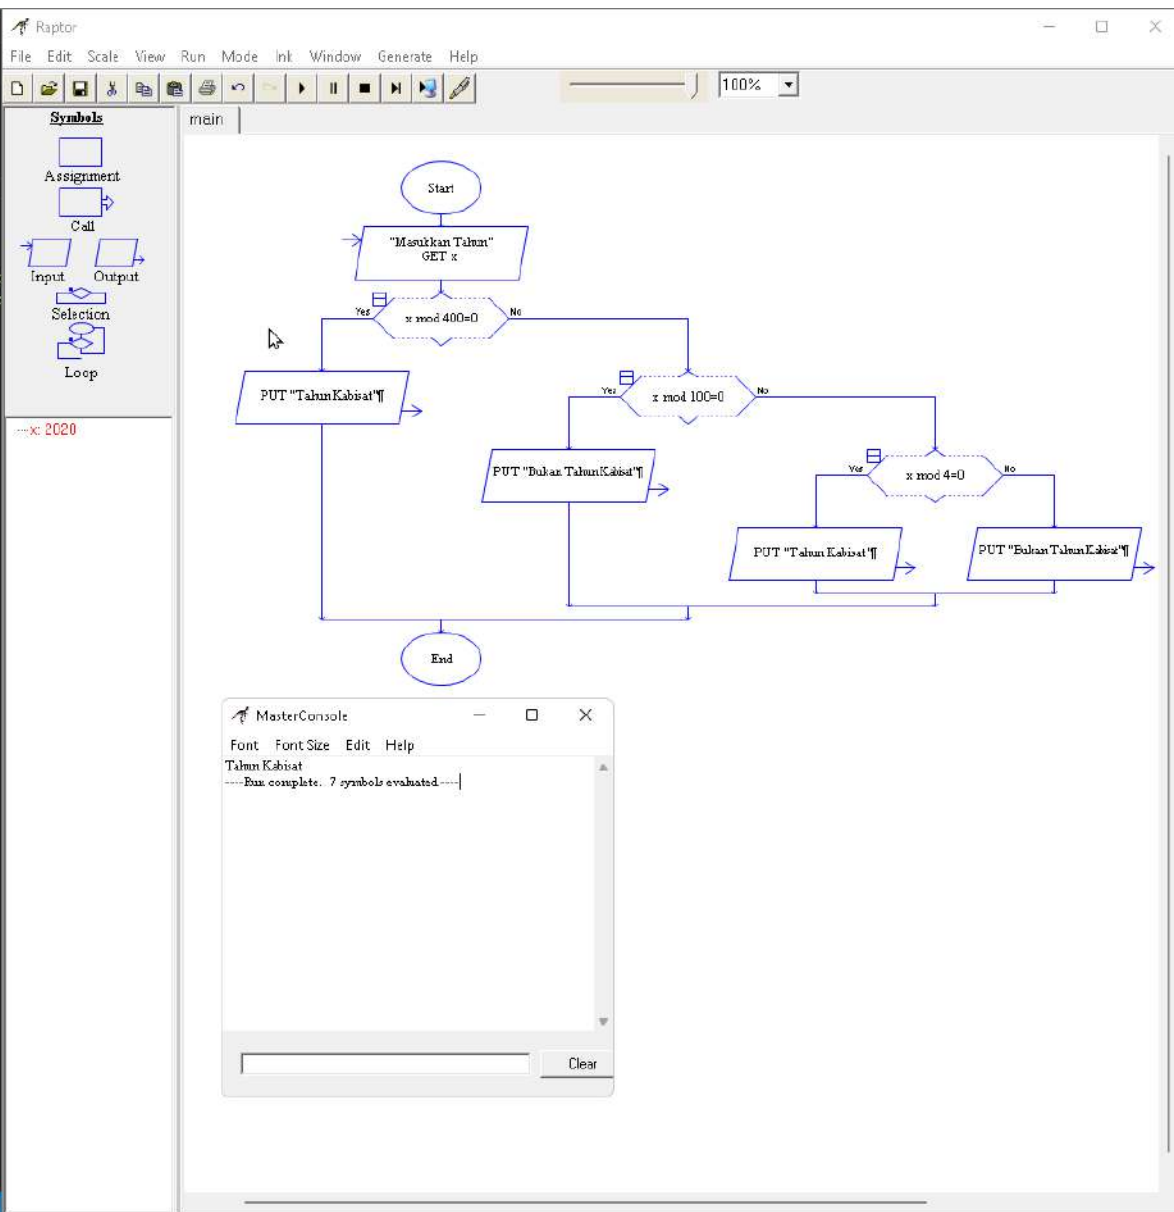 Raptor
File Edit Scale View Run Mode Ink Window Generate Help
100%
Symbols
Assignment
Call
Input Output
Selection
Loop
x: 2020
main
Start
"Masukkan Tahun"
GET x
Yes x mod 400=0 No
PUT "Tahun Kabisat"¶
Yes x mod 100=0 No
PUT "Bukan Tahun Kabisat"¶
Yes x mod 4=0 No
PUT "Tahun Kabisat"¶
PUT "Bukan Tahun Kabisat"¶
End
MasterConsole
Font Font Size Edit Help
Tahun Kabisat
----Run complete. 7 symbols evaluated.----
Clear